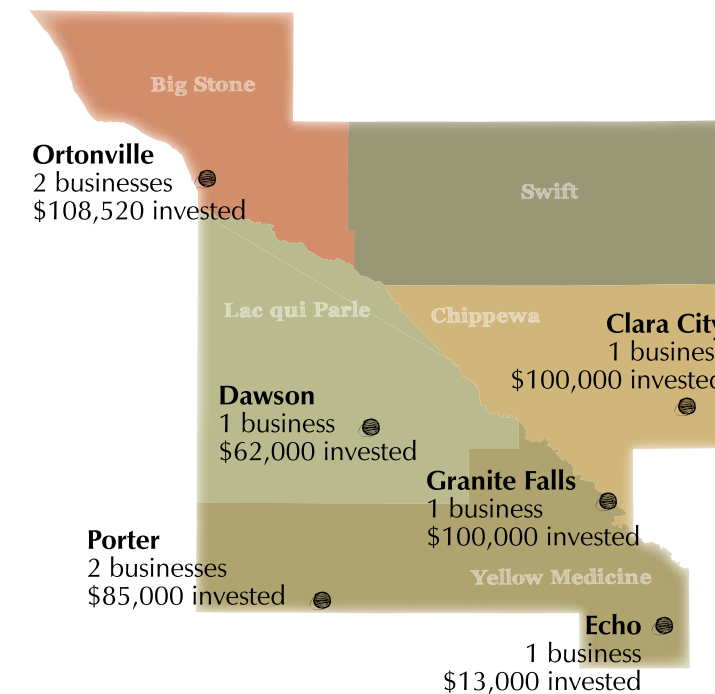 Big Stone
Ortonville
2 businesses
$108,520 invested
Swift
Lac qui Parle
Chippewa
Clara City
1 busines
$100,000 invested
Dawson
1 business
$62,000 invested
Granite Falls
1 business
$100,000 invested
Porter
2 businesses
$85,000 invested
Yellow Medicine
Echo
1 business
$13,000 invested